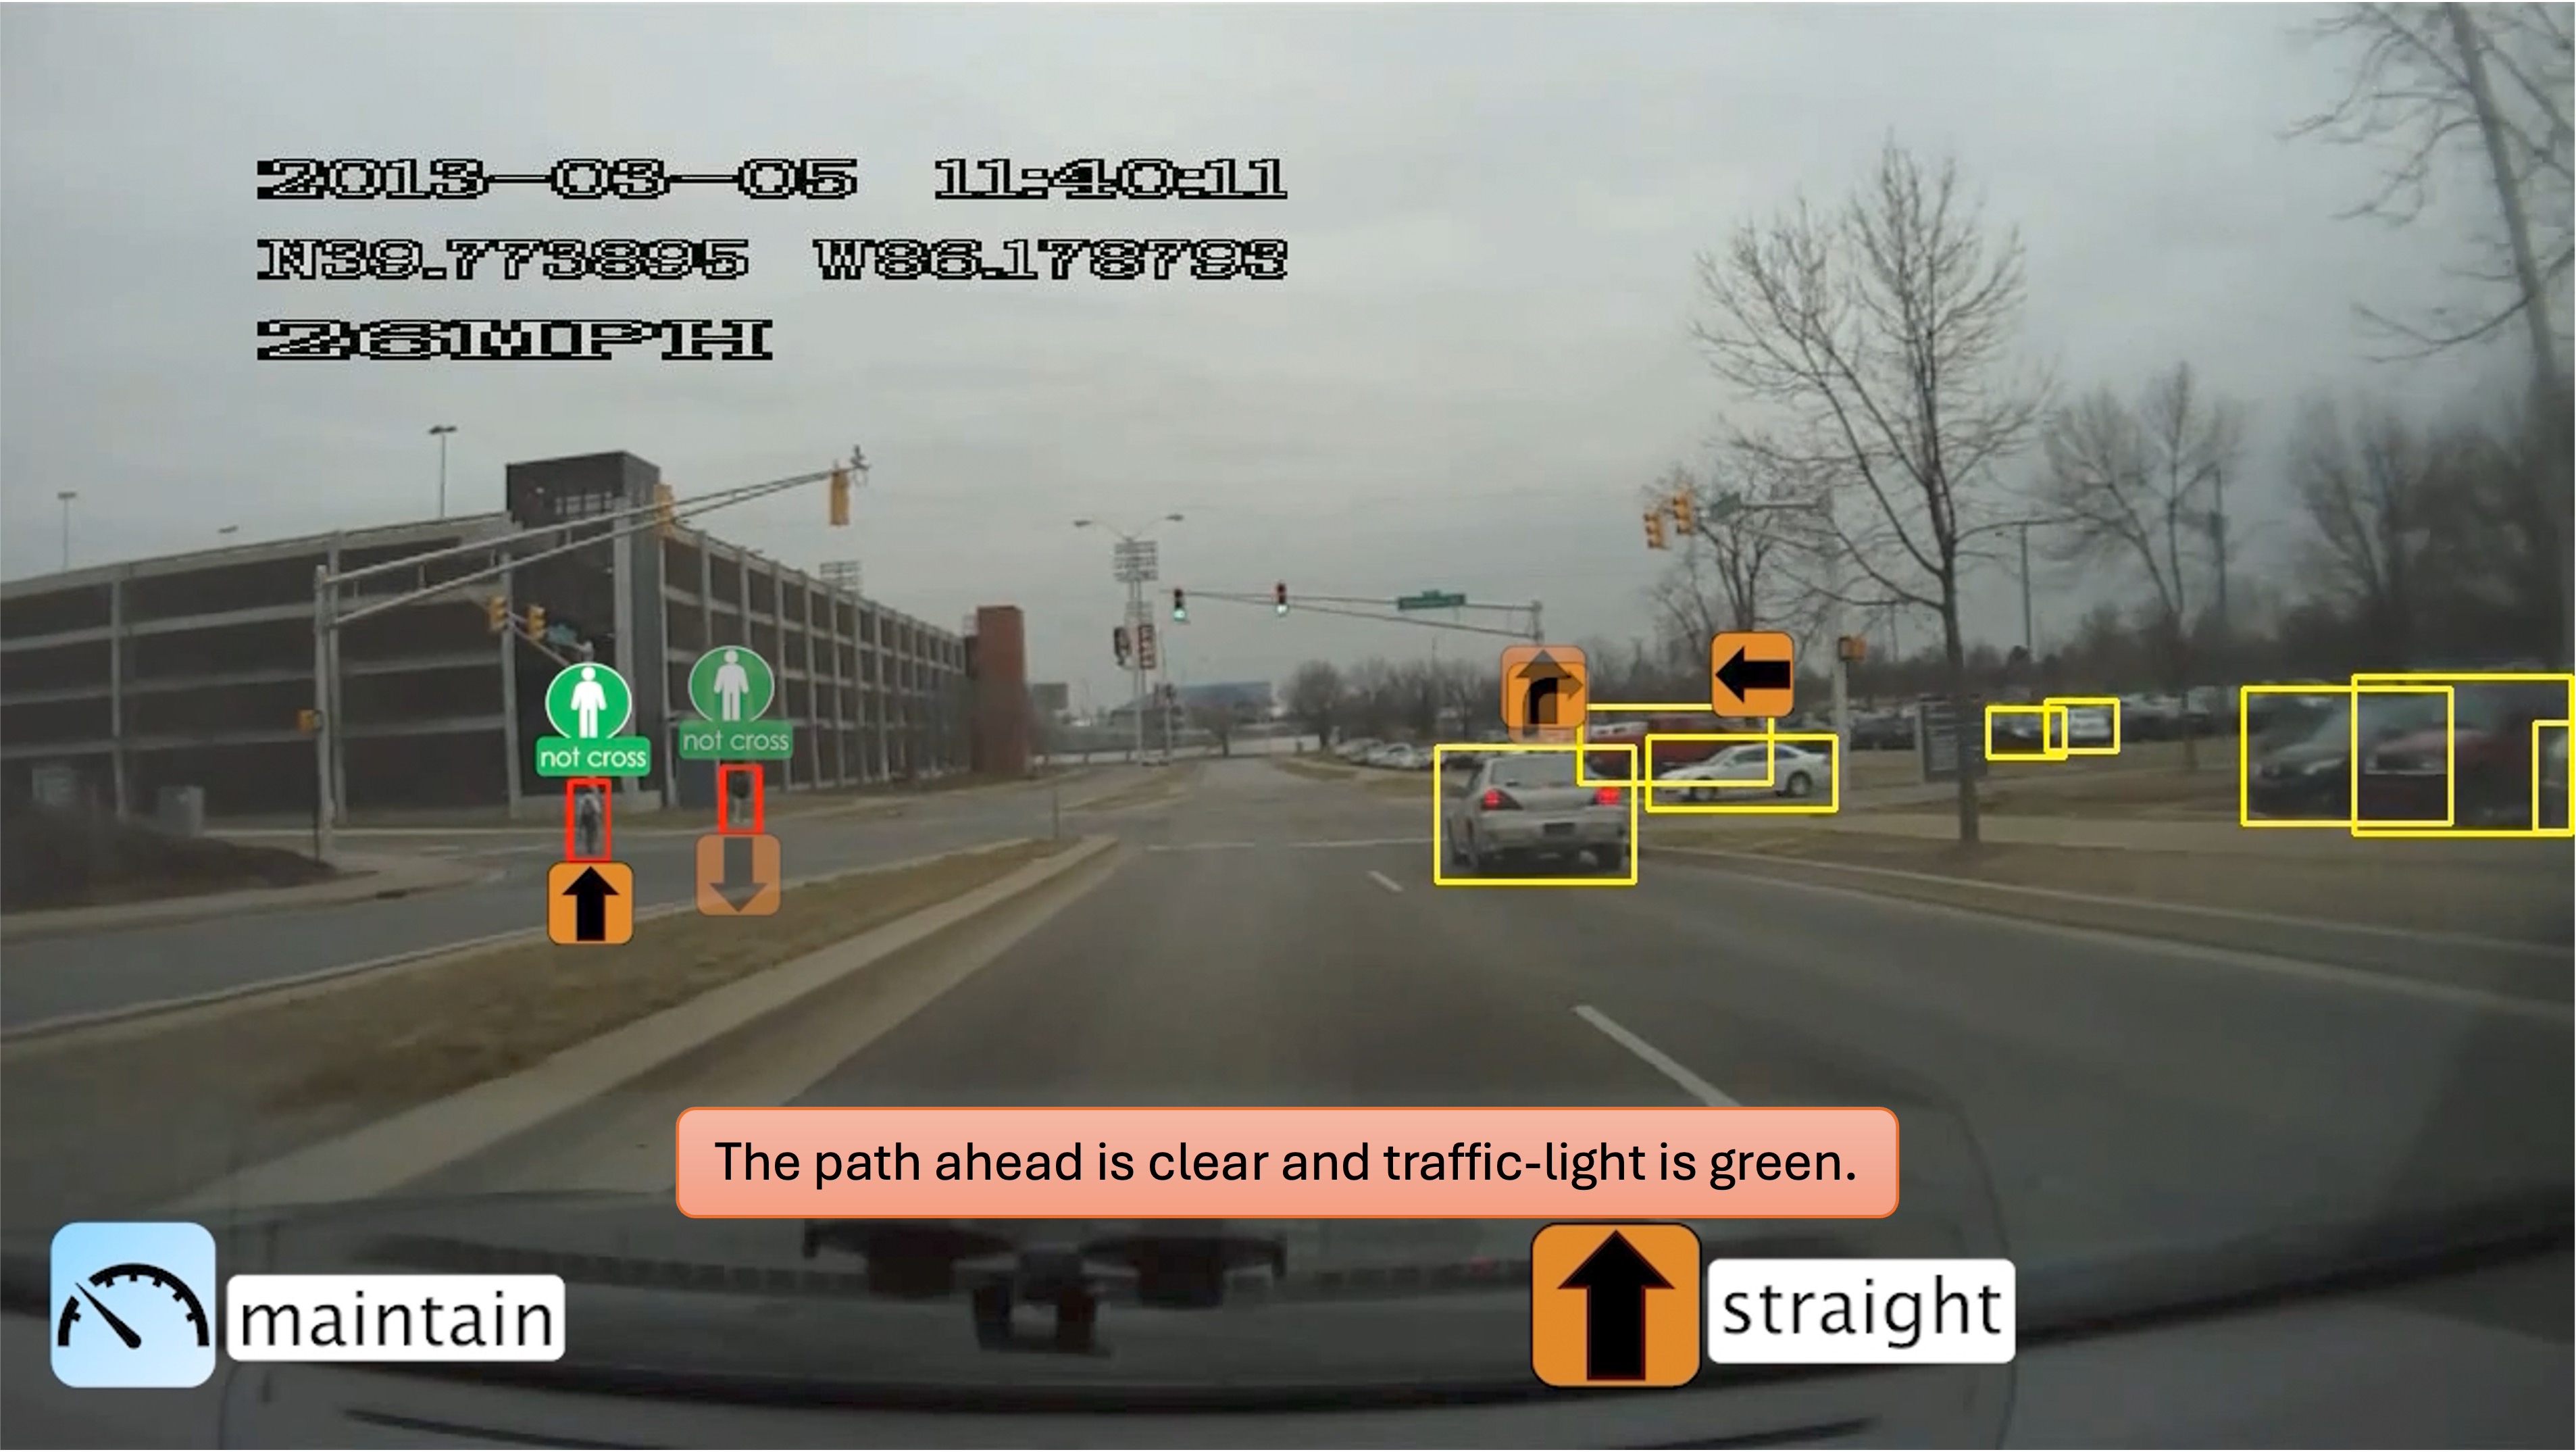 2013-03-05 11:40:11
N39.773895 W86.178793
26MPH
not cross
not cross
The path ahead is clear and traffic-light is green.
maintain
straight